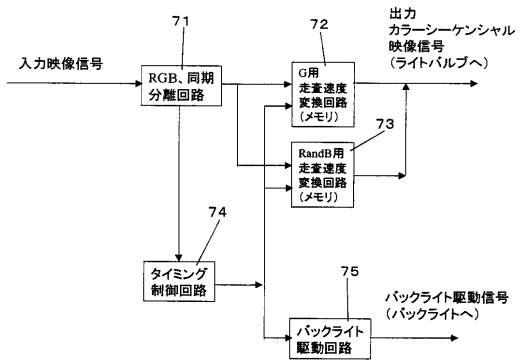 71
72
出力
カラーシーケンシャル
映像信号
(ライトバルブへ)
入力映像信号
RGB、同期
分離回路
G用
走査速度
変換回路
(メモリ)
73
RandB用
走査速度
変換回路
(メモリ)
74
タイミング
制御回路
75
バックライト
駆動回路
バックライト駆動信号
(バックライトへ)